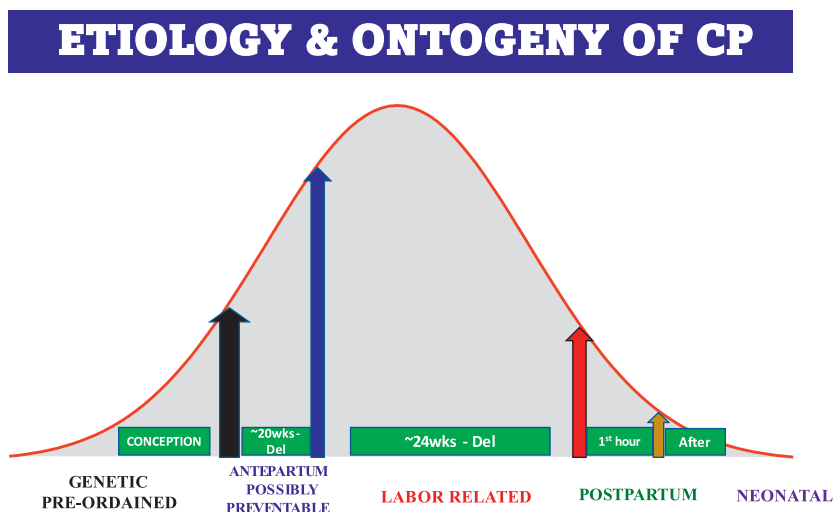 ETIOLOGY & ONTOGENY OF CP
CONCEPTION
~20wks -
Del
~24wks - Del
1st hour
After
GENETIC
PRE-ORDAINED
ANTEPARTUM
POSSIBLY
PREVENTABLE
LABOR RELATED
POSTPARTUM
NEONATAL